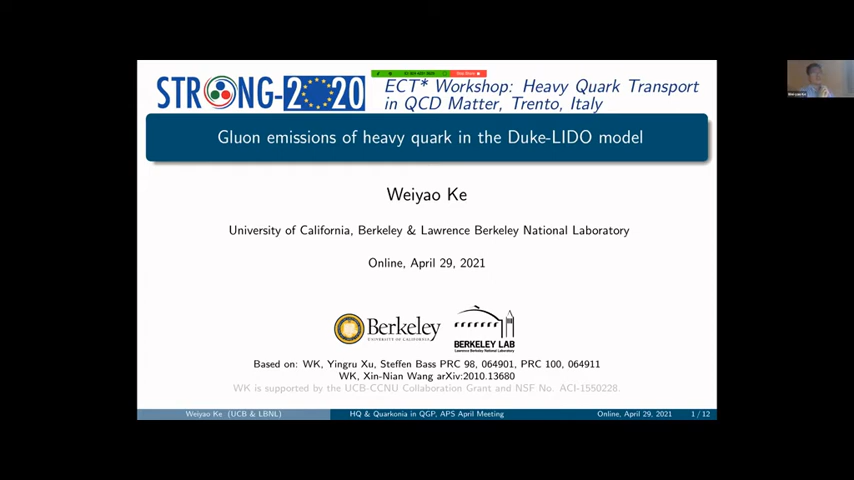 STRONG-2020
ECT* Workshop: Heavy Quark Transport
in QCD Matter, Trento, Italy
Gluon emissions of heavy quark in the Duke-LIDO model
Weiyao Ke
University of California, Berkeley & Lawrence Berkeley National Laboratory
Online, April 29, 2021
Berkeley
UNIVERSITY OF CALIFORNIA
BERKELEY LAB
Lawrence Berkeley National Laboratory
Based on: WK, Yingru Xu, Steffen Bass PRC 98, 064901, PRC 100, 064911
WK, Xin-Nian Wang arXiv:2010.13680
WK is supported by the UCB-CCNU Collaboration Grant and NSF No. ACI-1550228.
Weiyao Ke (UCB & LBNL)
HQ & Quarkonia in QGP, APS April Meeting
Online, April 29, 2021
1 / 12